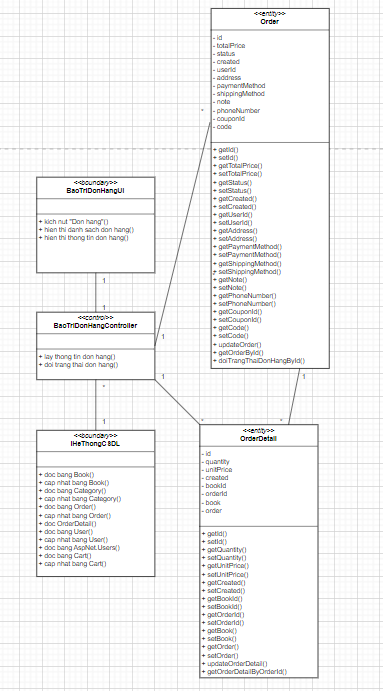 <<entity>>
Order
- id
- totalPrice
- status
- created
- userId
- address
- paymentMethod
- shippingMethod
- note
- phoneNumber
- couponId
- code
+ getId()
+ setId()
+ getTotalPrice()
+ setTotalPrice()
+ getStatus()
+ setStatus()
+ getCreated()
+ setCreated()
+ getUserId()
+ setUserId()
+ getAddress()
+ setAddress()
+ getPaymentMethod()
+ setPaymentMethod()
+ getShippingMethod()
+ setShippingMethod()
+ getNote()
+ setNote()
+ getPhoneNumber()
+ setPhoneNumber()
+ getCouponId()
+ setCouponId()
+ getCode()
+ setCode()
+ updateOrder()
+ getOrderById()
+ doiTrangThaiDonHangById()
*
1
<<boundary>>
BaoTriDonHangUI
+ kich nut "Don hang"()
+ hien thi danh sach don hang()
+ hien thi thong tin don hang()
1
1
<<control>>
BaoTriDonHangController
+ lay thong tin don hang()
+ doi trang thai don hang()
1
1
*
1
<<boundary>>
IHeThongCSDL
+ doc bang Book()
+ cap nhat bang Book()
+ doc bang Category()
+ cap nhat bang Category()
+ doc bang Order()
+ cap nhat bang Order()
+ doc OrderDetail()
+ doc bang User()
+ cap nhat bang User()
+ doc bang AspNet.Users()
+ doc bang Cart()
+ cap nhat bang Cart()
*
*
<<entity>>
OrderDetail
- id
- quantity
- unitPrice
- created
- bookId
- orderId
- book
- order
+ getId()
+ setId()
+ getQuantity()
+ setQuantity()
+ getUnitPrice()
+ setUnitPrice()
+ getCreated()
+ setCreated()
+ getBookId()
+ setBookId()
+ getOrderId()
+ setOrderId()
+ getBook()
+ setBook()
+ getOrder()
+ setOrder()
+ updateOrderDetail()
+ getOrderDetailByOrderId()